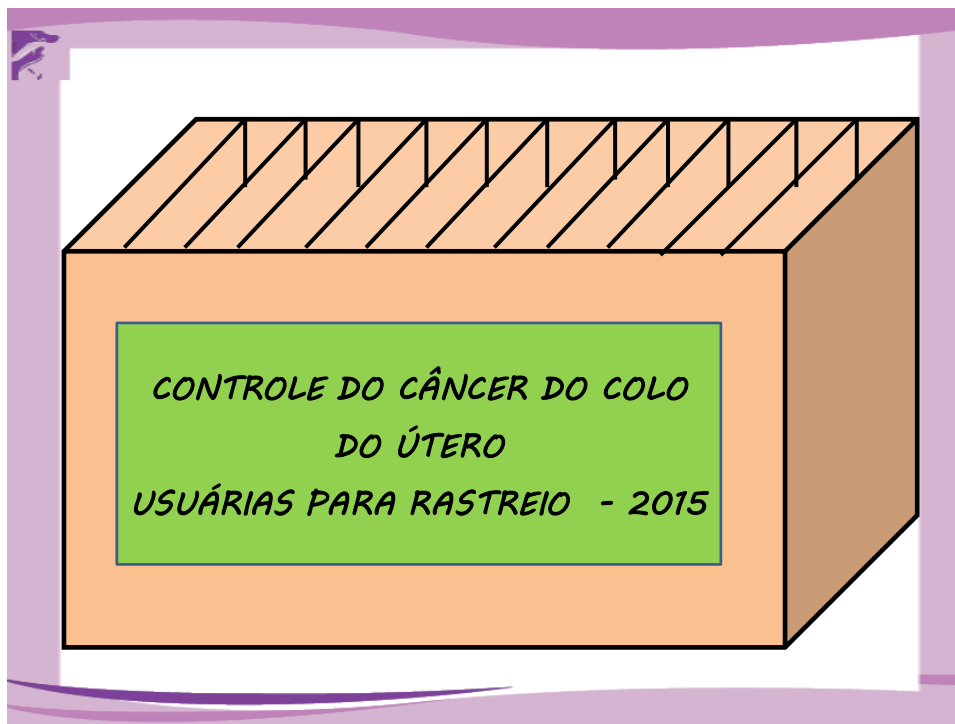 CONTROLE DO CÂNCER DO COLO
DO ÚTERO
USUÁRIAS PARA RASTREIO - 2015